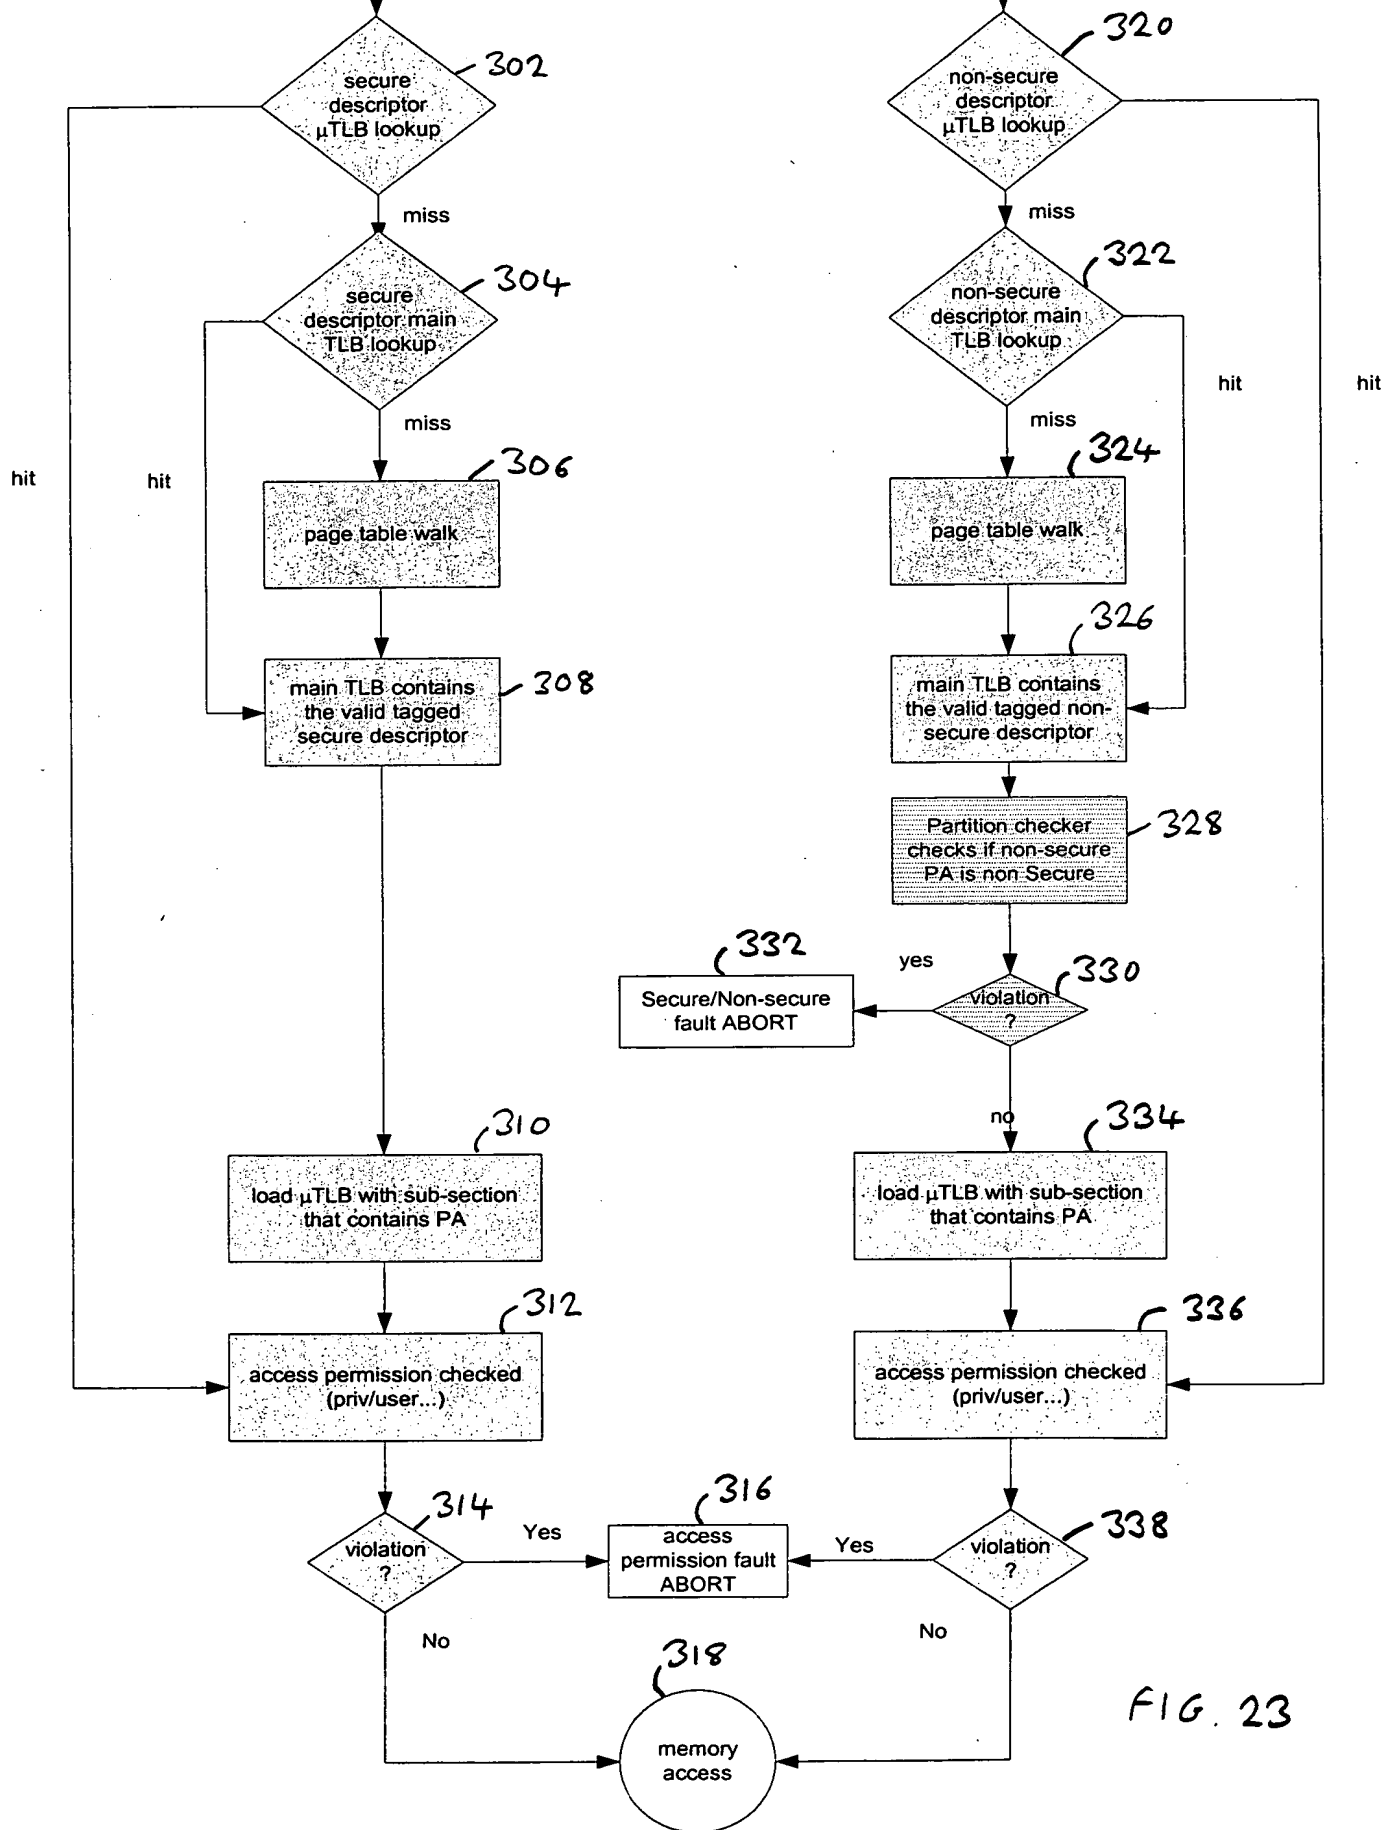 secure
descriptor
µTLB lookup
302
miss
secure
descriptor main
TLB lookup
304
miss
hit
hit
page table walk
306
main TLB contains
the valid tagged
secure descriptor
308
load µTLB with sub-section
that contains PA
310
access permission checked
(priv/user...)
312
violation
?
314
Yes
No
access
permission fault
ABORT
316
memory
access
318
non-secure
descriptor
µTLB lookup
320
miss
non-secure
descriptor main
TLB lookup
322
miss
hit
hit
page table walk
324
main TLB contains
the valid tagged non-
secure descriptor
326
Partition checker
checks if non-secure
PA is non Secure
328
violation
?
330
yes
Secure/Non-secure
fault ABORT
332
no
load µTLB with sub-section
that contains PA
334
access permission checked
(priv/user...)
336
violation
?
338
Yes
No
FIG. 23